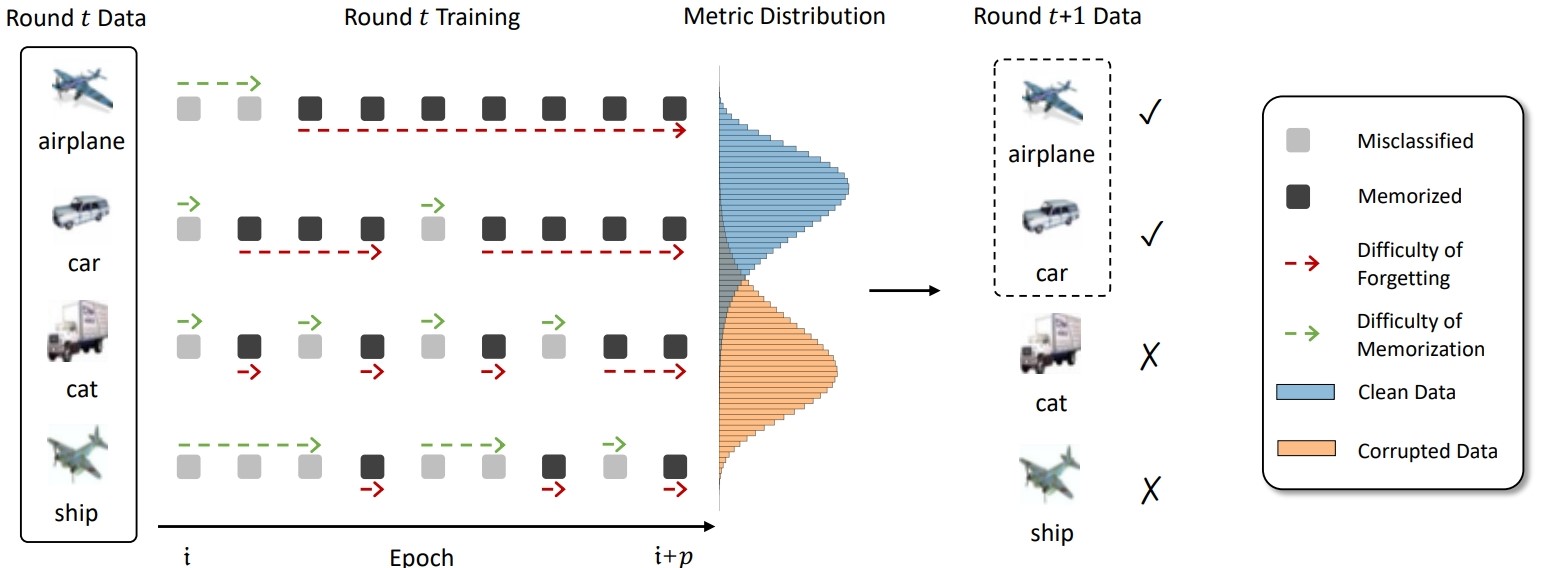 Round t Data
Round t Training
Metric Distribution
Round t+1 Data
airplane
car
cat
ship
i
Epoch
i+p
airplane
✓
car
✓
cat
✗
ship
✗
Misclassified
Memorized
Difficulty of
Forgetting
Difficulty of
Memorization
Clean Data
Corrupted Data